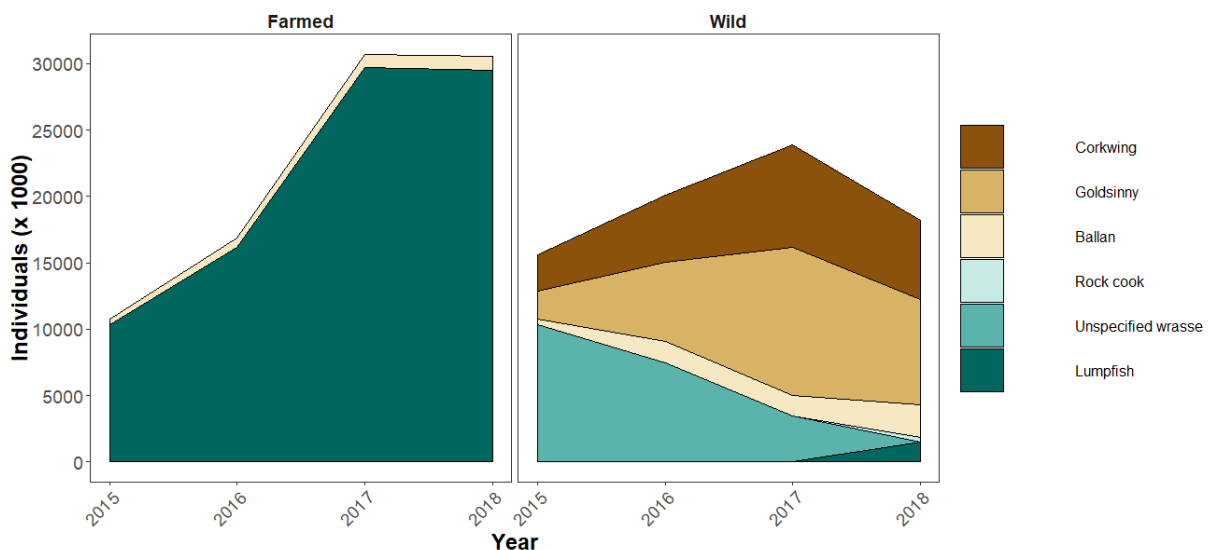 Farmed
Wild
Individuals (x 1000)
30000
25000
20000
15000
10000
5000
0
2015
2016
2017
2018
2015
2016
2017
2018
Year
Corkwing
Goldsinny
Ballan
Rock cook
Unspecified wrasse
Lumpfish